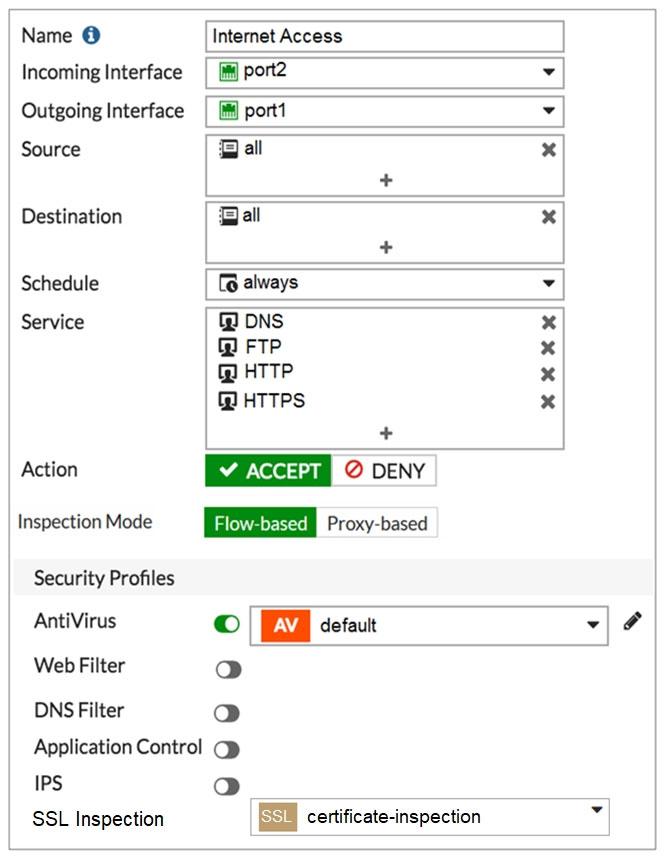 Name Internet Access
Incoming Interface port2
Outgoing Interface port1
Source all
+
Destination all
+
Schedule always
Service DNS
FTP
HTTP
HTTPS
+
Action ACCEPT DENY
Inspection Mode Flow-based Proxy-based
Security Profiles
AntiVirus AV default
Web Filter
DNS Filter
Application Control
IPS
SSL Inspection SSL certificate-inspection